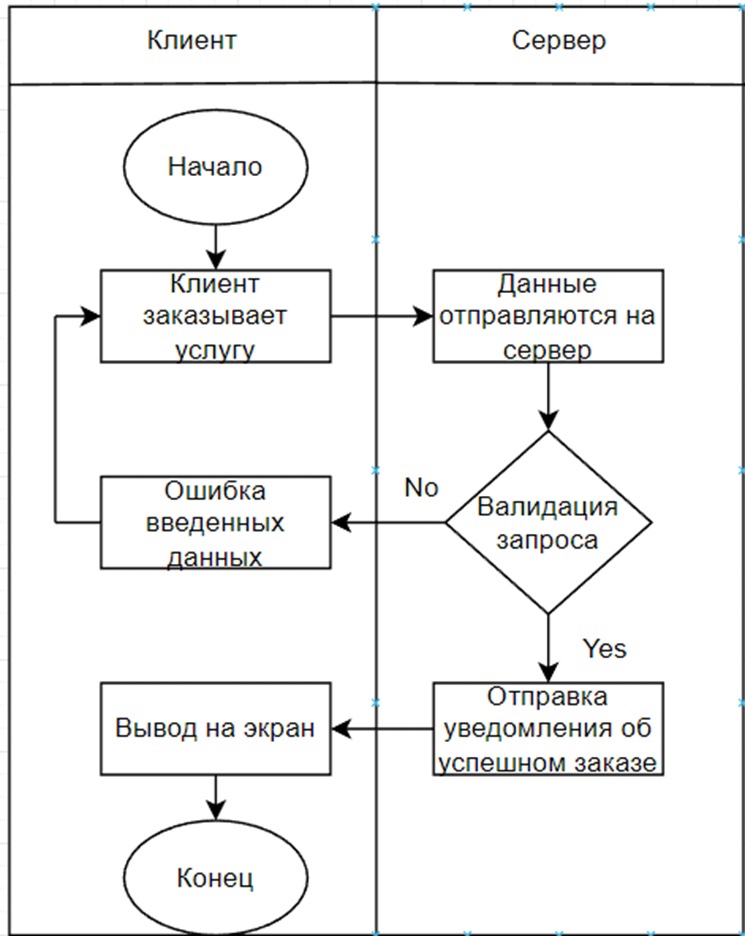 Клиент
Сервер
Начало
Клиент
заказывает
услугу
Данные
отправляются на
сервер
Валидация
запроса
No
Ошибка
введенных
данных
Yes
Отправка
уведомления об
успешном заказе
Вывод на экран
Конец